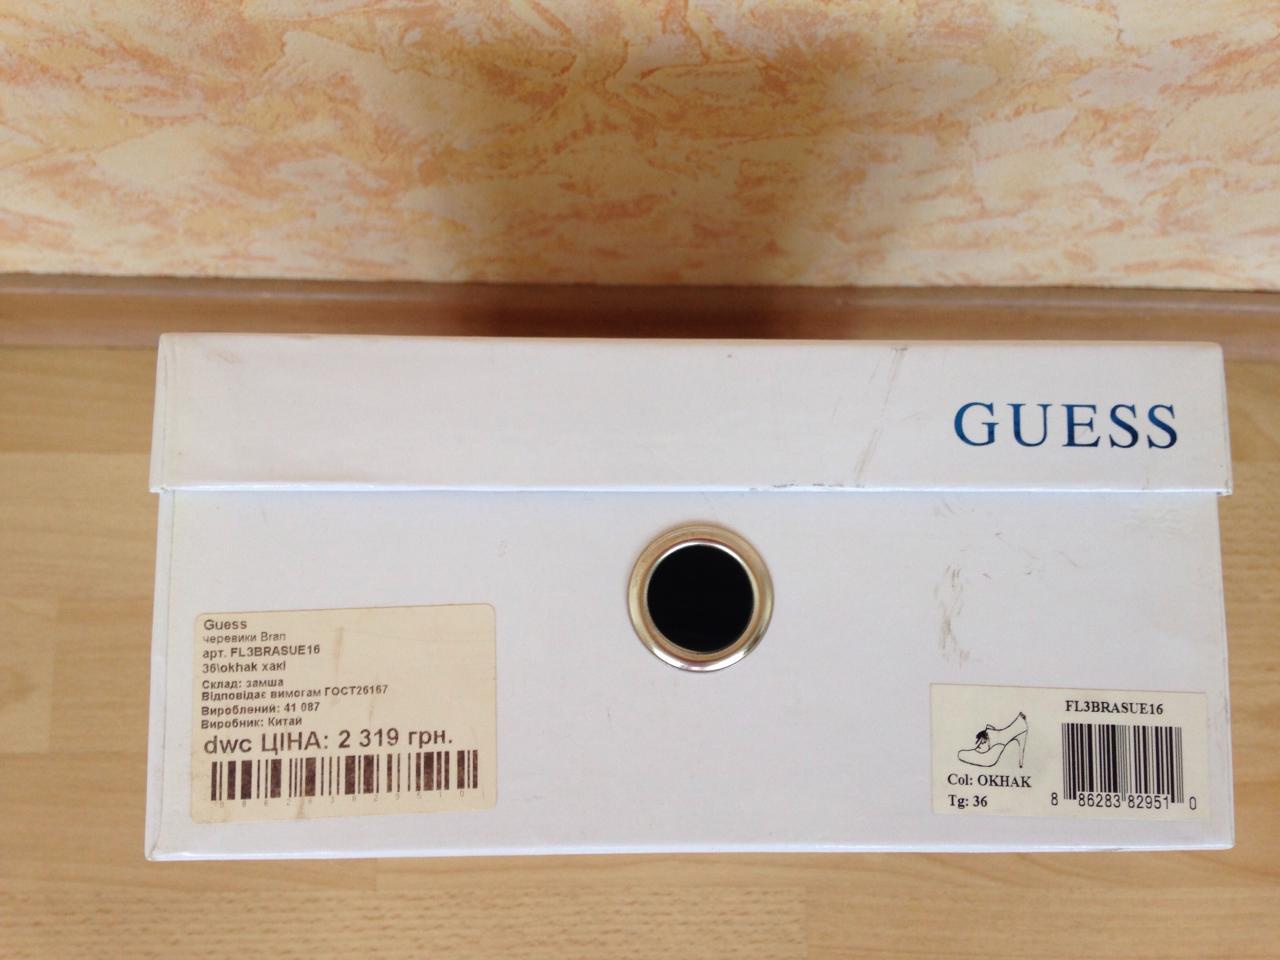 GUESS
Guess
черевики Bran
арт. FL3BRASUE16
36\okhak хакі
Склад: замша
Відповідає вимогам ГОСТ26167
Вироблений: 41 087
Виробник: Китай
dwc ЦІНА: 2 319 грн.
FL3BRASUE16
Col: OKHAK
Tg: 36
8 86283 82951 0